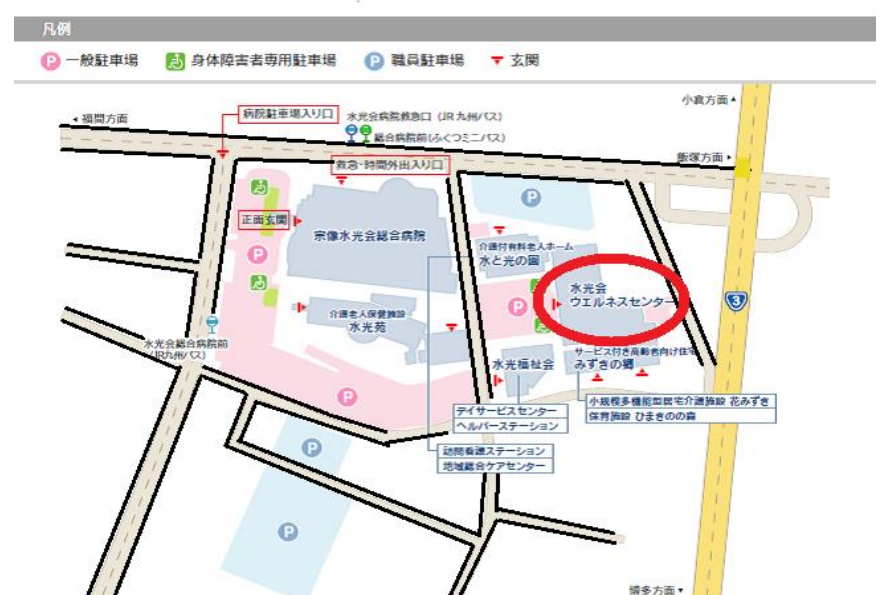 凡例
P 一般駐車場 身体障害者専用駐車場 P 職員駐車場 玄関
小倉方面
福間方面
病院駐車場入り口
水光会病院救急口 (JR九州バス)
総合病院前(ふくつミニバス)
飯塚方面
救急・時間外出入り口
P
正面玄関
宗像水光会総合病院
介護付有料老人ホーム
水と光の園
P
水光会
ウエルネスセンター
P
3
介護老人保健施設
水光苑
水光会総合病院前
(JR九州バス)
水光福祉会
サービス付き高齢者向け住宅
みずきの郷
P
デイサービスセンター
ヘルパーステーション
小規模多機能型居宅介護施設 花みずき
保育施設 ひまきのの森
P
訪問看護ステーション
地域総合ケアセンター
P
博多方面